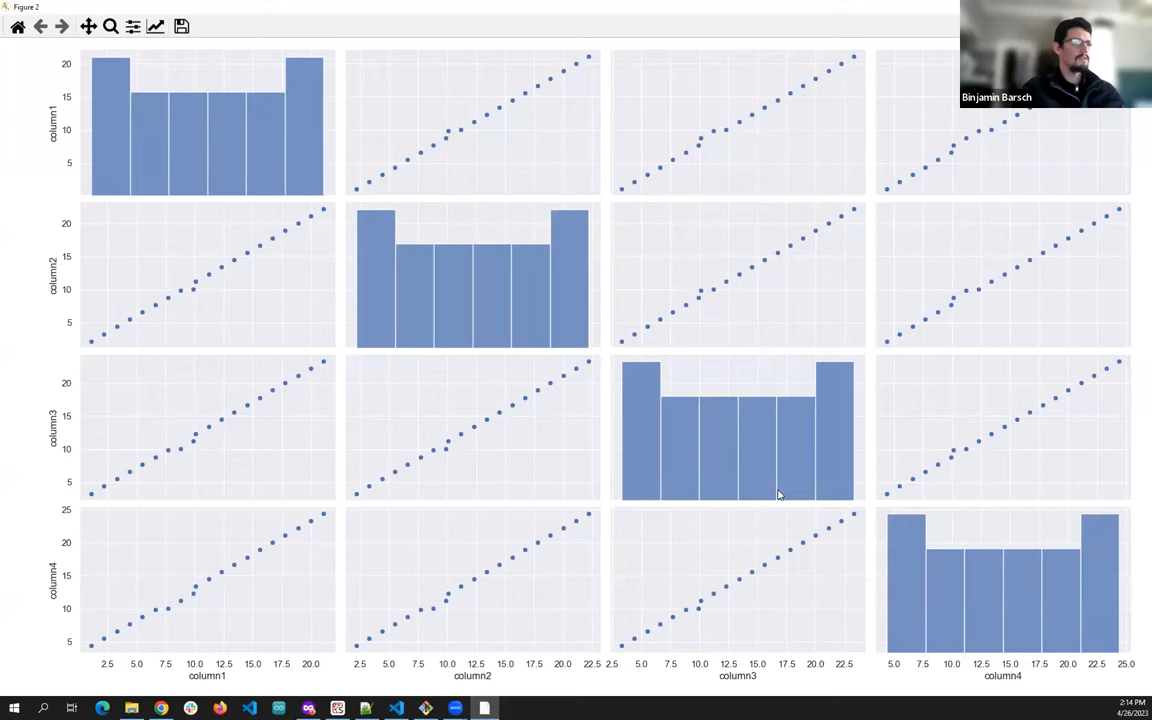 Figure 2
Binjamin Barsch
20
15
10
5
column1
20
15
10
5
column2
20
15
10
5
column3
25
20
15
10
5
column4
2.5 5.0 7.5 10.0 12.5 15.0 17.5 20.0
2.5 5.0 7.5 10.0 12.5 15.0 17.5 20.0 22.5
2.5 5.0 7.5 10.0 12.5 15.0 17.5 20.0 22.5
5.0 7.5 10.0 12.5 15.0 17.5 20.0 22.5 25.0
column1 column2 column3 column4
2:14 PM
4/26/2023